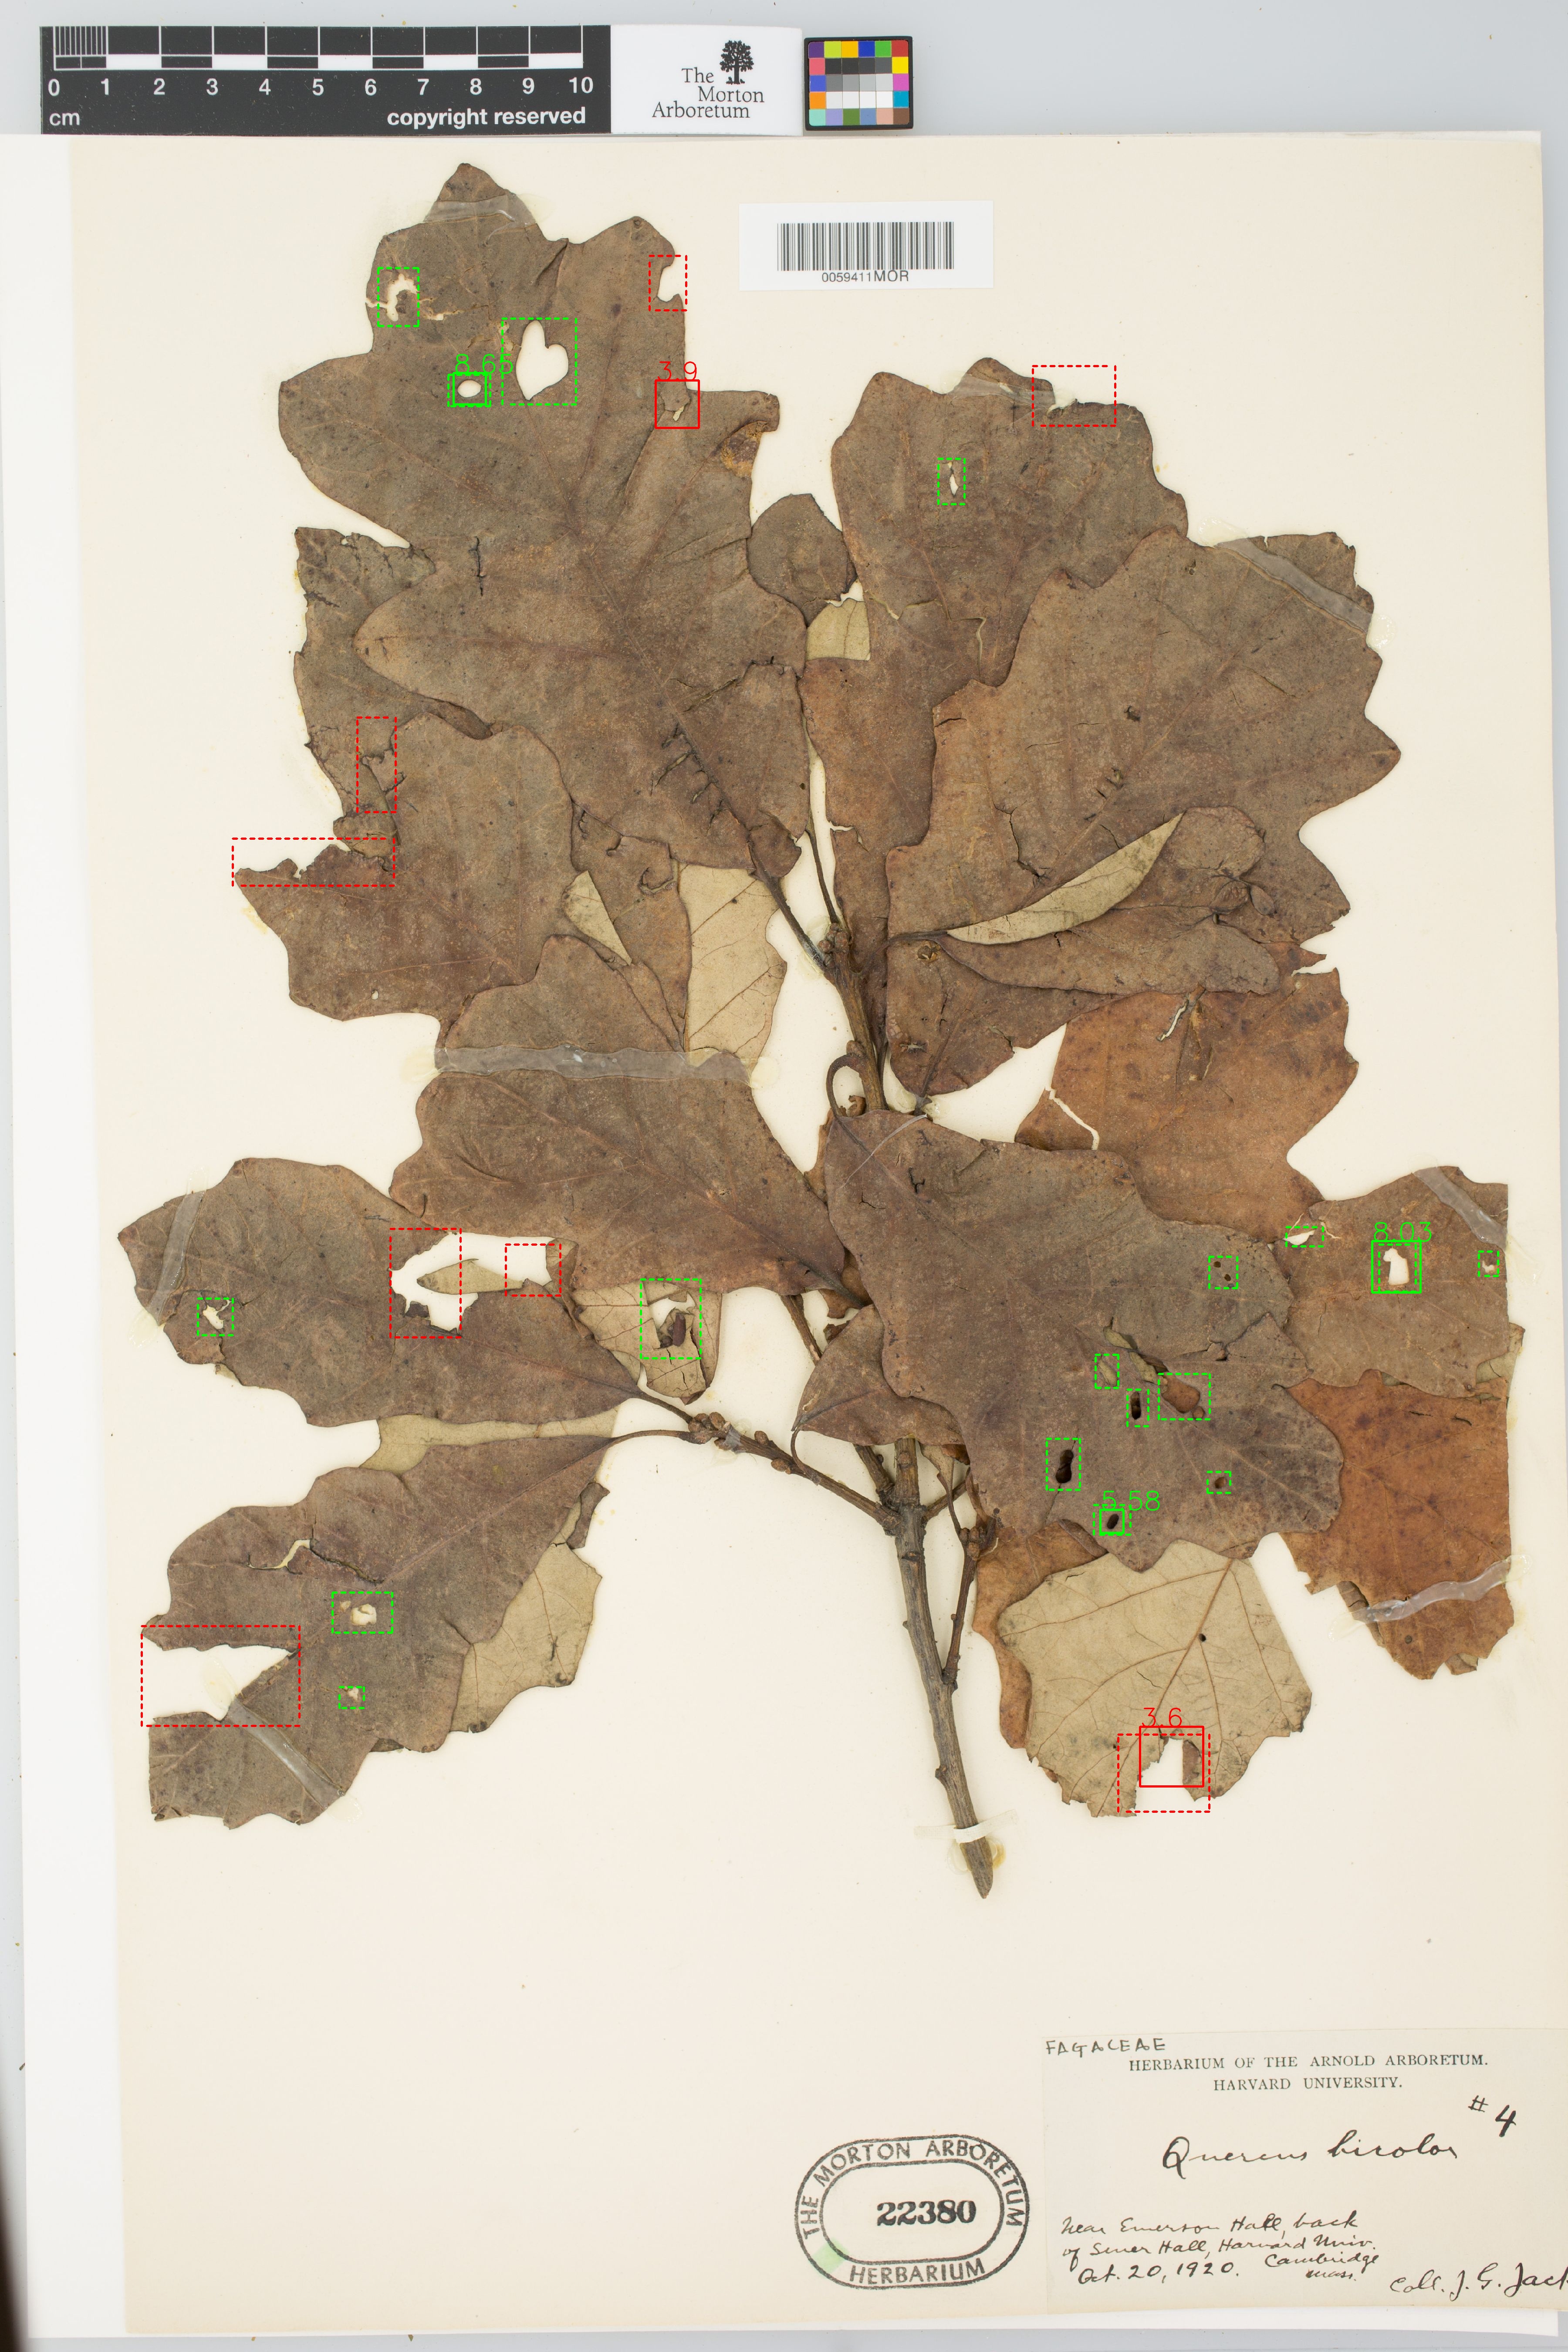 0 1 2 3 4 5 6 7 8 9 10
cm
copyright reserved
The
Morton
Arboretum
0059411MOR
8.65
3.9
8.03
5.58
3.6
FAGACEAE
HERBARIUM OF THE ARNOLD ARBORETUM.
HARVARD UNIVERSITY.
# 4
Quercus bicolor
Near Emerson Hall, back
of Sever Hall, Harvard Univ.
Cambridge
Mass.
Oct. 20, 1920.
Coll. J. G. Jack
THE MORTON ARBORETUM
22380
HERBARIUM